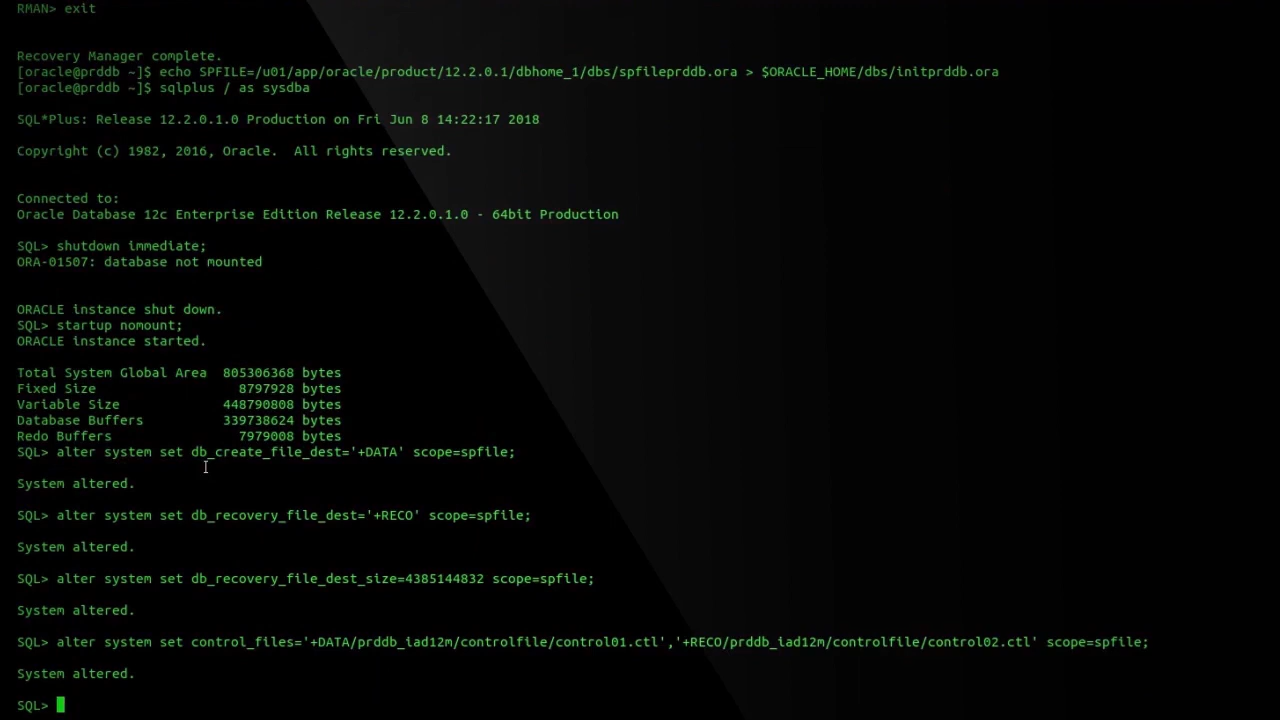 RMAN> exit
Recovery Manager complete.
[oracle@prddb ~]$ echo SPFILE=/u01/app/oracle/product/12.2.0.1/dbhome_1/dbs/spfileprddb.ora > $ORACLE_HOME/dbs/initprddb.ora
[oracle@prddb ~]$ sqlplus / as sysdba
SQL*Plus: Release 12.2.0.1.0 Production on Fri Jun 8 14:22:17 2018
Copyright (c) 1982, 2016, Oracle.  All rights reserved.
Connected to:
Oracle Database 12c Enterprise Edition Release 12.2.0.1.0 - 64bit Production
SQL> shutdown immediate;
ORA-01507: database not mounted
ORACLE instance shut down.
SQL> startup nomount;
ORACLE instance started.
Total System Global Area  805306368 bytes
Fixed Size                  8797928 bytes
Variable Size             448790808 bytes
Database Buffers          339738624 bytes
Redo Buffers                7979008 bytes
SQL> alter system set db_create_file_dest='+DATA' scope=spfile;
System altered.
SQL> alter system set db_recovery_file_dest='+RECO' scope=spfile;
System altered.
SQL> alter system set db_recovery_file_dest_size=4385144832 scope=spfile;
System altered.
SQL> alter system set control_files='+DATA/prddb_iad12m/controlfile/control01.ctl','+RECO/prddb_iad12m/controlfile/control02.ctl' scope=spfile;
System altered.
SQL>